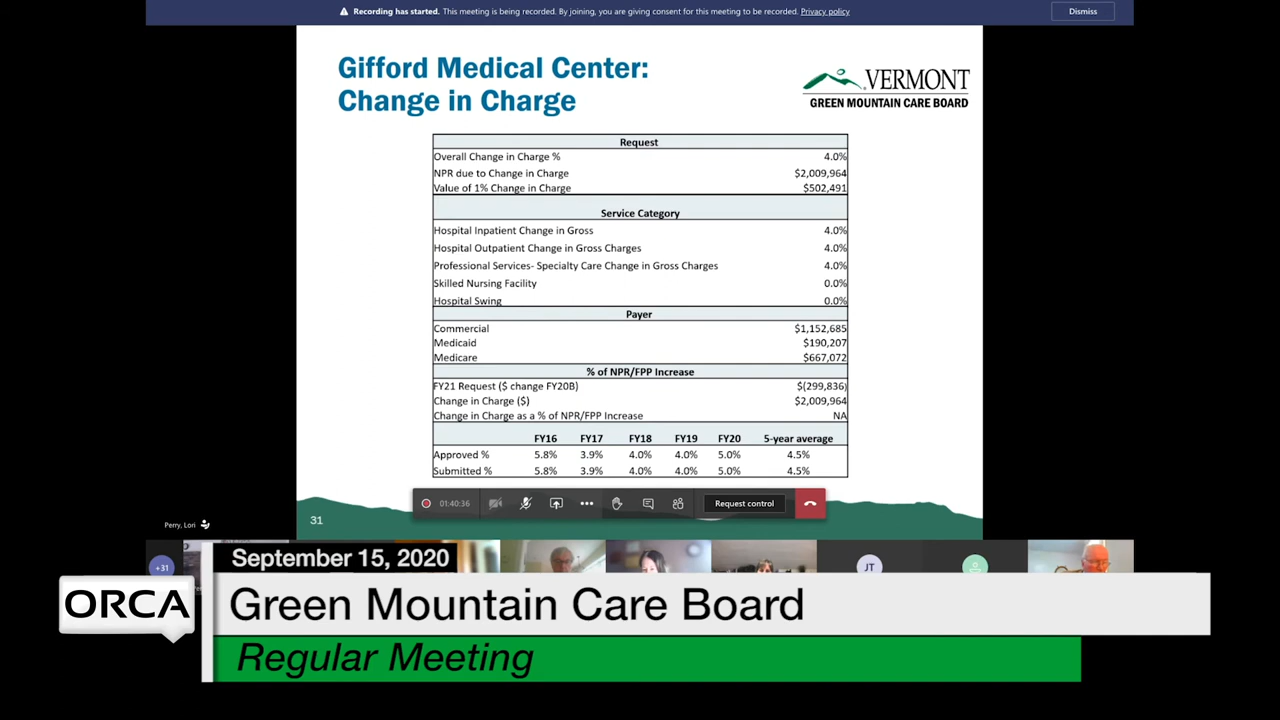 Recording has started. This meeting is being recorded. By joining, you are giving consent for this meeting to be recorded. Privacy policy
Dismiss
Gifford Medical Center:
Change in Charge
VERMONT
GREEN MOUNTAIN CARE BOARD
Request
Overall Change in Charge % 4.0%
NPR due to Change in Charge $2,009,964
Value of 1% Change in Charge $502,491
Service Category
Hospital Inpatient Change in Gross 4.0%
Hospital Outpatient Change in Gross Charges 4.0%
Professional Services- Specialty Care Change in Gross Charges 4.0%
Skilled Nursing Facility 0.0%
Hospital Swing 0.0%
Payer
Commercial $1,152,685
Medicaid $190,207
Medicare $667,072
% of NPR/FPP Increase
FY21 Request ($ change FY20B) $(299,836)
Change in Charge ($) $2,009,964
Change in Charge as a % of NPR/FPP Increase NA
FY16 FY17 FY18 FY19 FY20 5-year average
Approved % 5.8% 3.9% 4.0% 4.0% 5.0% 4.5%
Submitted % 5.8% 3.9% 4.0% 4.0% 5.0% 4.5%
01:40:36
Request control
31
Perry, Lori
+31
JT
September 15, 2020
ORCA
Green Mountain Care Board
Regular Meeting